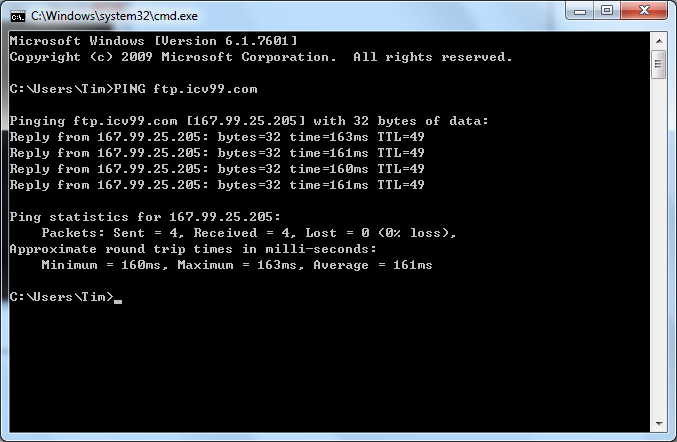 C:\Windows\system32\cmd.exe
Microsoft Windows [Version 6.1.7601]
Copyright (c) 2009 Microsoft Corporation.  All rights reserved.
C:\Users\Tim>PING ftp.icv99.com
Pinging ftp.icv99.com [167.99.25.205] with 32 bytes of data:
Reply from 167.99.25.205: bytes=32 time=163ms TTL=49
Reply from 167.99.25.205: bytes=32 time=161ms TTL=49
Reply from 167.99.25.205: bytes=32 time=160ms TTL=49
Reply from 167.99.25.205: bytes=32 time=161ms TTL=49
Ping statistics for 167.99.25.205:
    Packets: Sent = 4, Received = 4, Lost = 0 (0% loss),
Approximate round trip times in milli-seconds:
    Minimum = 160ms, Maximum = 163ms, Average = 161ms
C:\Users\Tim>_